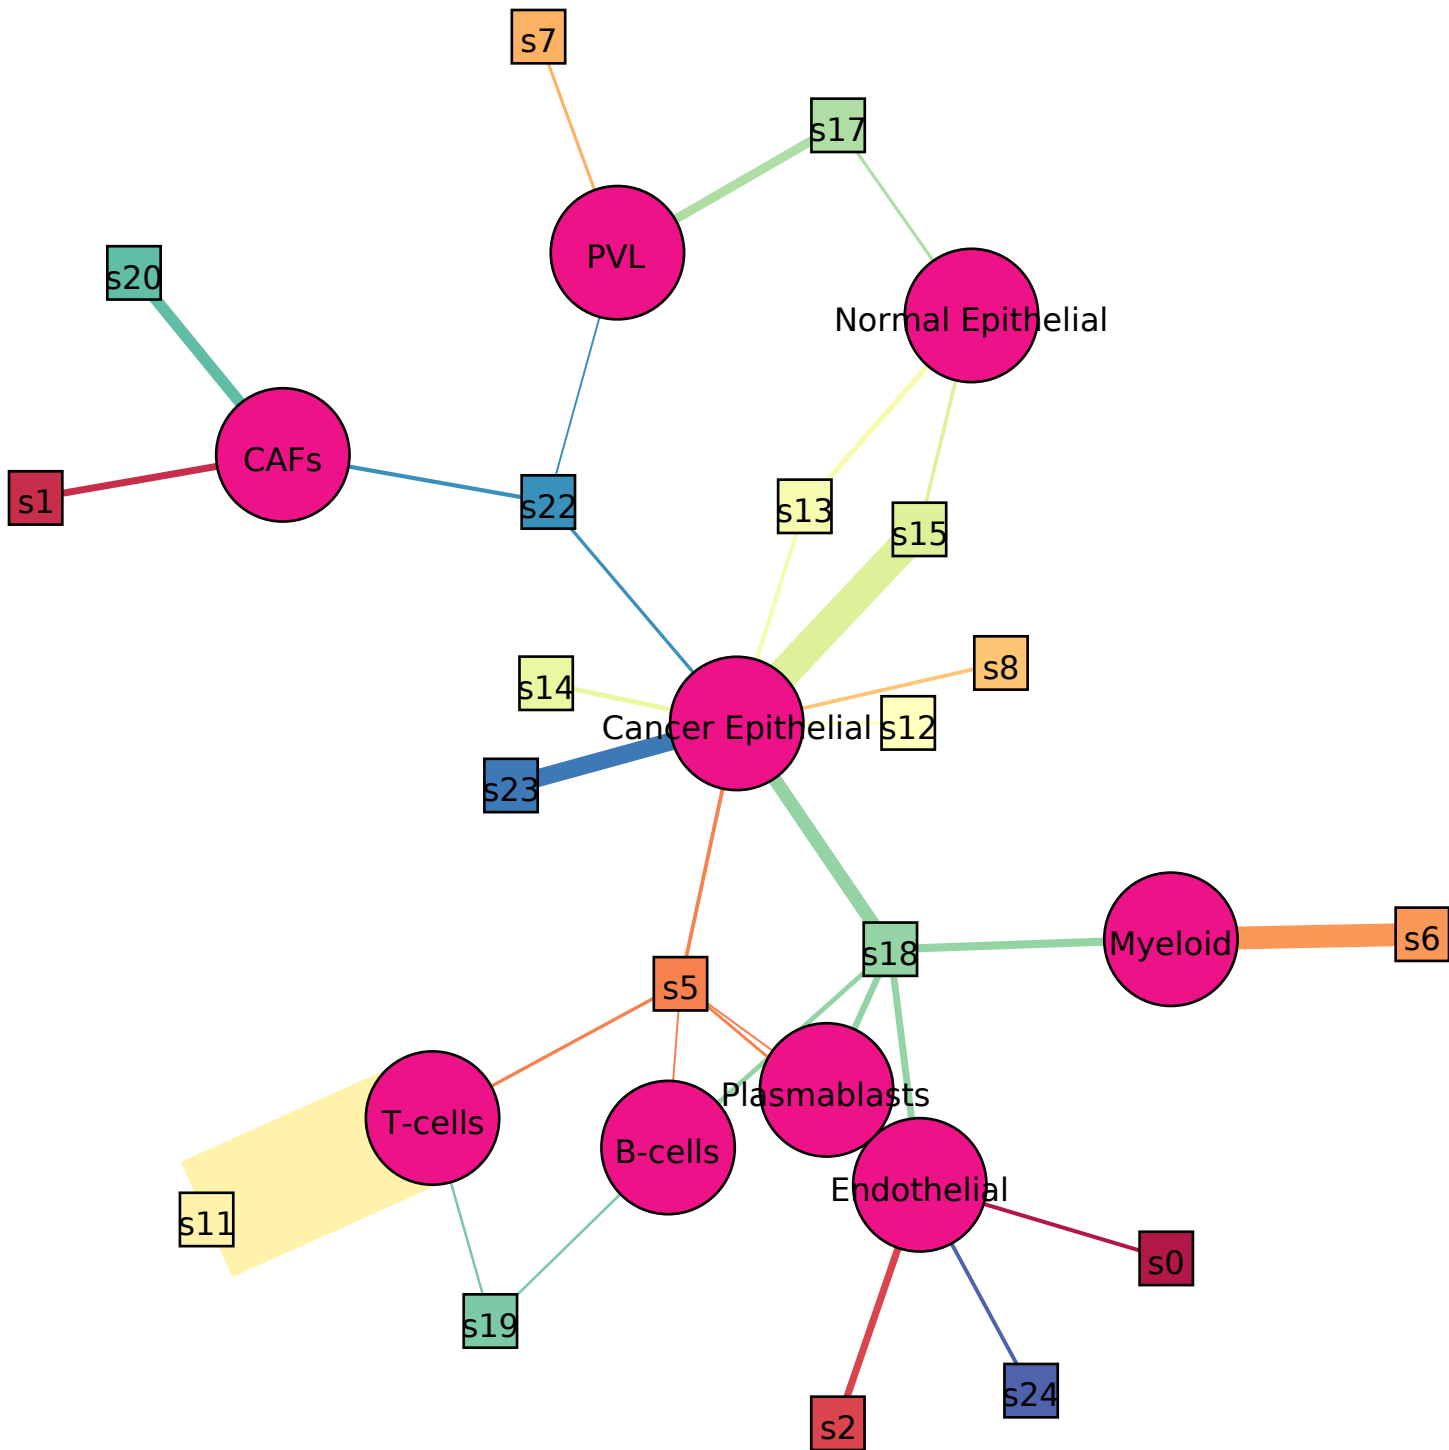 s7
s17
PVL
s20
Normal Epithelial
CAFs
s1
s22
s13
s15
s8
s14
Cancer Epithelial
s12
s23
s18
Myeloid
s6
s5
Plasmablasts
T-cells
B-cells
Endothelial
s11
s0
s19
s24
s2